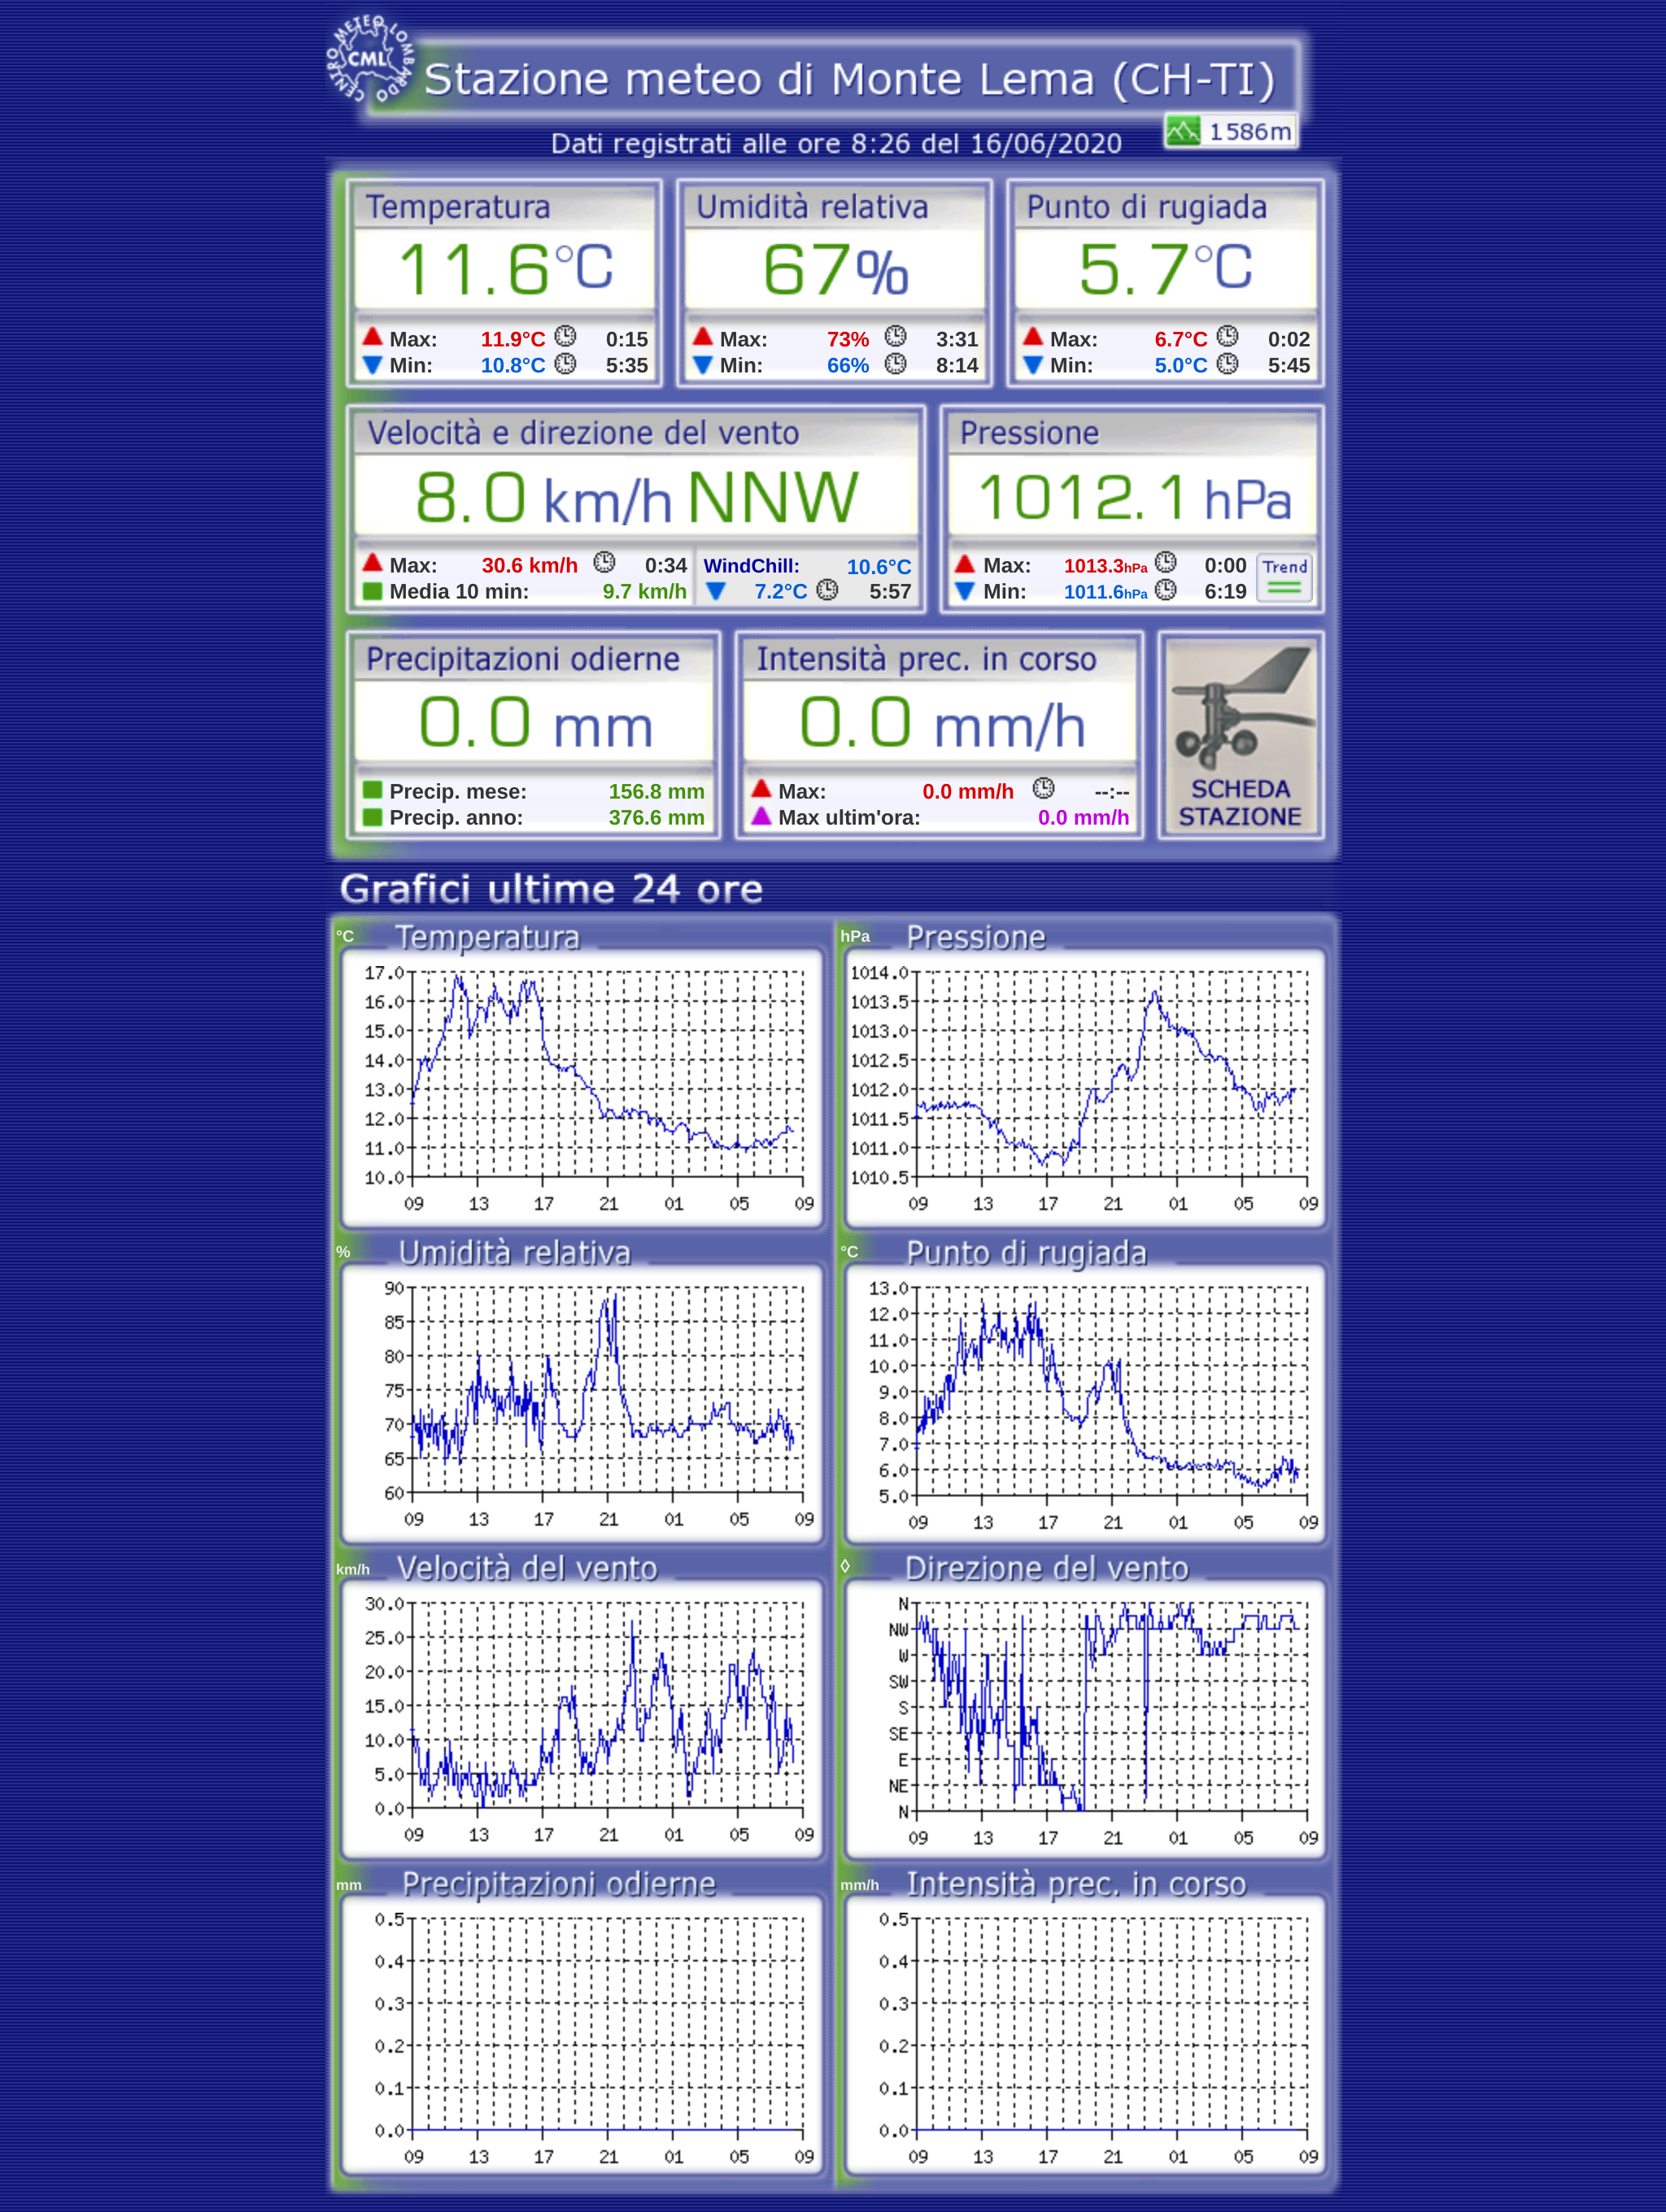 CENTRO METEO LOMBARDO
CML
Stazione meteo di Monte Lema (CH-TI)
1586m
Dati registrati alle ore 8:26 del 16/06/2020
Temperatura Umidità relativa Punto di rugiada
11.6°C 67% 5.7°C
Max: 11.9°C 0:15 Max: 73% 3:31 Max: 6.7°C 0:02
Min: 10.8°C 5:35 Min: 66% 8:14 Min: 5.0°C 5:45
Velocità e direzione del vento Pressione
8.0 km/h NNW 1012.1 hPa
Max: 30.6 km/h 0:34 WindChill: 10.6°C Max: 1013.3hPa 0:00 Trend
Media 10 min: 9.7 km/h 7.2°C 5:57 Min: 1011.6hPa 6:19
Precipitazioni odierne Intensità prec. in corso
0.0 mm 0.0 mm/h
Precip. mese: 156.8 mm Max: 0.0 mm/h --:-- SCHEDA
Precip. anno: 376.6 mm Max ultim'ora: 0.0 mm/h STAZIONE
Grafici ultime 24 ore
°C Temperatura
17.0
16.0
15.0
14.0
13.0
12.0
11.0
10.0
09 13 17 21 01 05 09
hPa Pressione
1014.0
1013.5
1013.0
1012.5
1012.0
1011.5
1011.0
1010.5
09 13 17 21 01 05 09
% Umidità relativa
90
85
80
75
70
65
60
09 13 17 21 01 05 09
°C Punto di rugiada
13.0
12.0
11.0
10.0
9.0
8.0
7.0
6.0
5.0
09 13 17 21 01 05 09
km/h Velocità del vento
30.0
25.0
20.0
15.0
10.0
5.0
0.0
09 13 17 21 01 05 09
◊ Direzione del vento
N
NW
W
SW
S
SE
E
NE
N
09 13 17 21 01 05 09
mm Precipitazioni odierne
0.5
0.4
0.3
0.2
0.1
0.0
09 13 17 21 01 05 09
mm/h Intensità prec. in corso
0.5
0.4
0.3
0.2
0.1
0.0
09 13 17 21 01 05 09